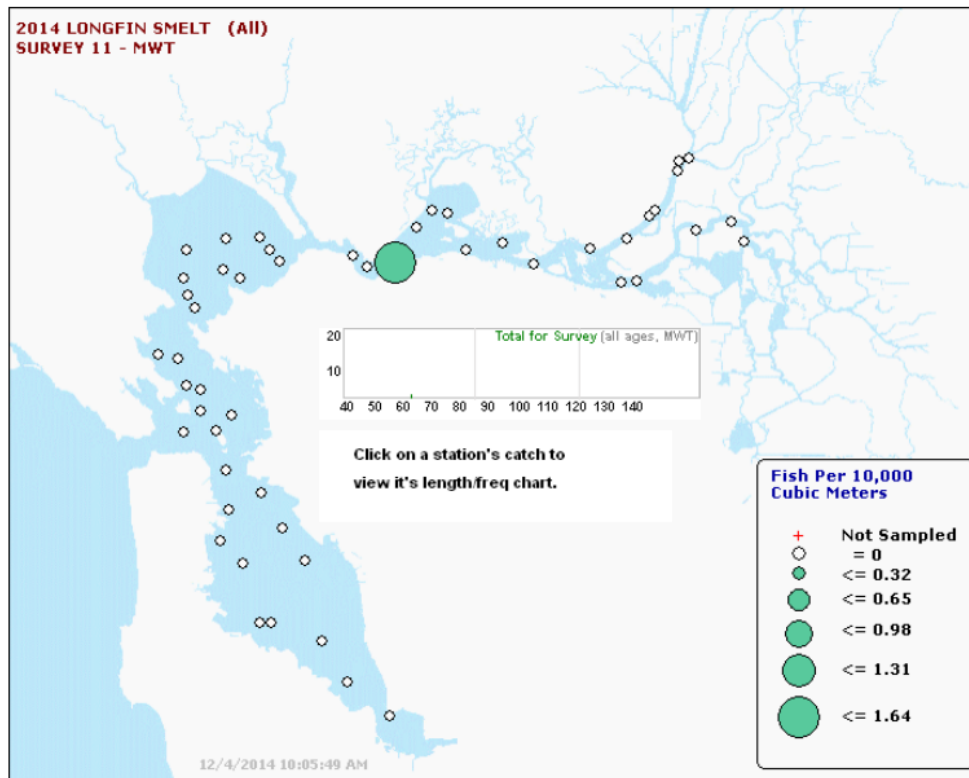 2014 LONGFIN SMELT (All)
SURVEY 11 - MWT
20
Total for Survey (all ages, MWT)
10
40 50 60 70 80 90 100 110 120 130 140
Click on a station's catch to
view it's length/freq chart.
Fish Per 10,000
Cubic Meters
Not Sampled
= 0
<= 0.32
<= 0.65
<= 0.98
<= 1.31
<= 1.64
12/4/2014 10:05:49 AM